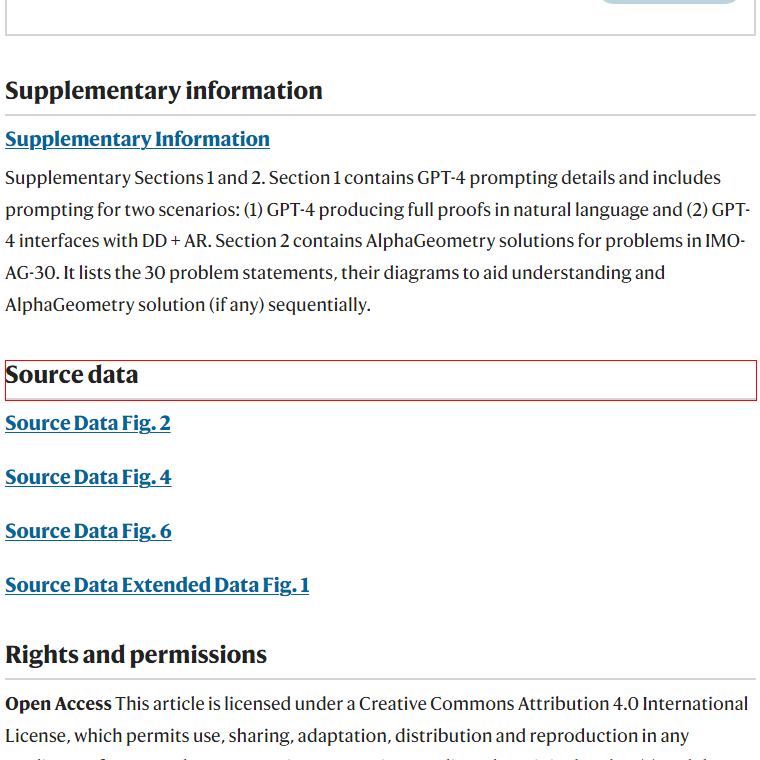 Supplementary information
Supplementary Information
Supplementary Sections 1 and 2. Section 1 contains GPT-4 prompting details and includes
prompting for two scenarios: (1) GPT-4 producing full proofs in natural language and (2) GPT-
4 interfaces with DD + AR. Section 2 contains AlphaGeometry solutions for problems in IMO-
AG-30. It lists the 30 problem statements, their diagrams to aid understanding and
AlphaGeometry solution (if any) sequentially.
Source data
Source Data Fig. 2
Source Data Fig. 4
Source Data Fig. 6
Source Data Extended Data Fig. 1
Rights and permissions
Open Access This article is licensed under a Creative Commons Attribution 4.0 International
License, which permits use, sharing, adaptation, distribution and reproduction in any